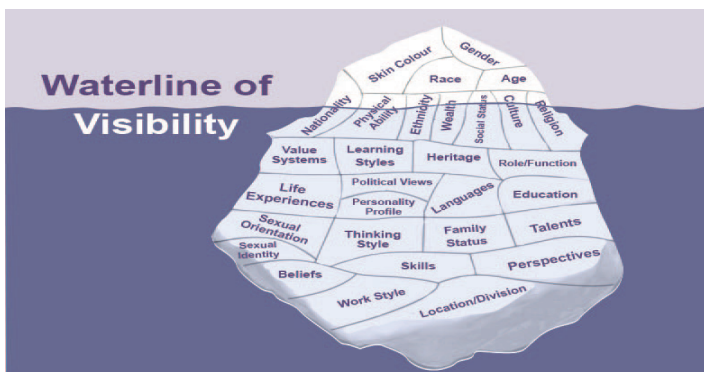 Waterline of
Visibility
Skin Colour
Gender
Race
Age
Nationality
Physical
Ability
Ethnicity
Wealth
Social Status
Culture
Religion
Value
Systems
Learning
Styles
Heritage
Role/Function
Life
Experiences
Political Views
Personality
Profile
Languages
Education
Sexual
Orientation
Thinking
Style
Family
Status
Talents
Sexual
Identity
Beliefs
Skills
Perspectives
Work Style
Location/Division